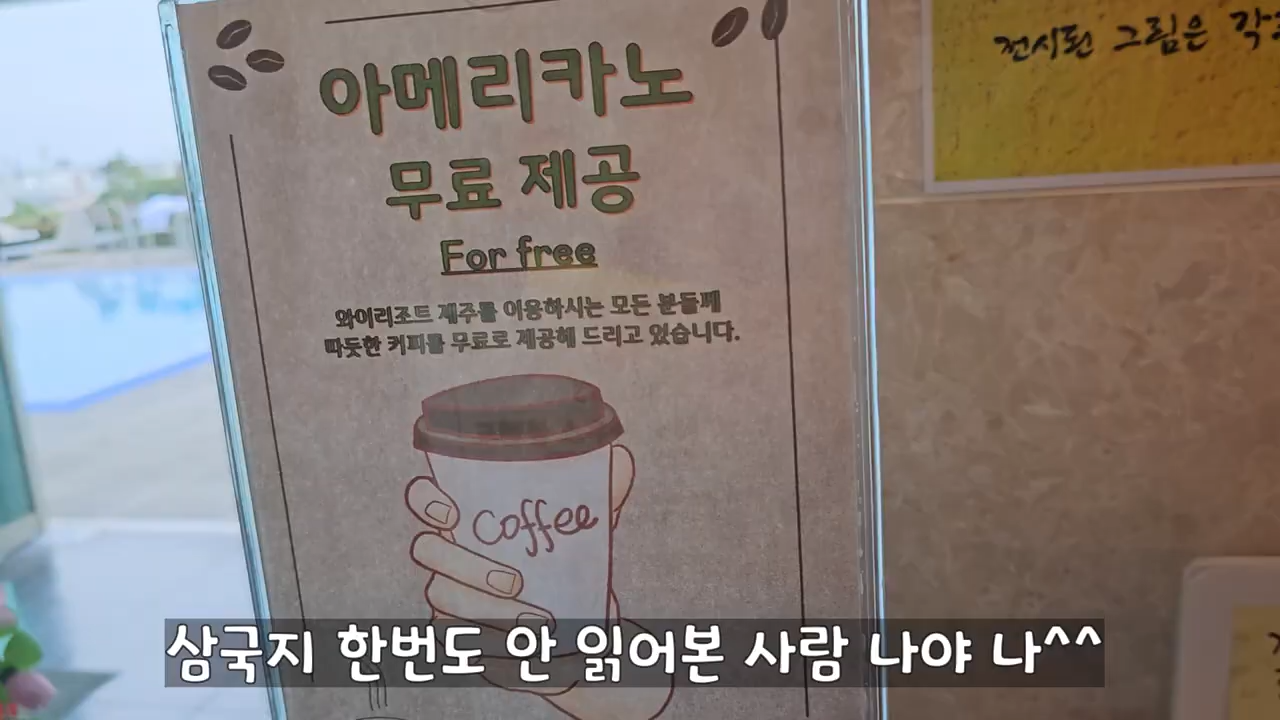 아메리카노
무료 제공
For free
와이리조트 제주를 이용하시는 모든 분들께
따듯한 커피를 무료로 제공해 드리고 있습니다.
coffee
전시된 그림은
삼국지 한번도 안 읽어본 사람 나야 나^^